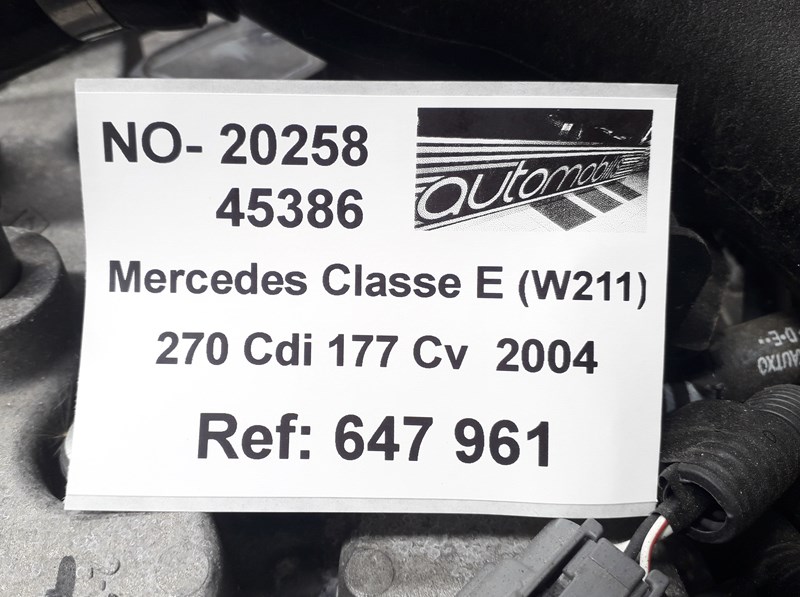 NO- 20258
45386
automobile
Mercedes Classe E (W211)
270 Cdi 177 Cv 2004
Ref: 647 961